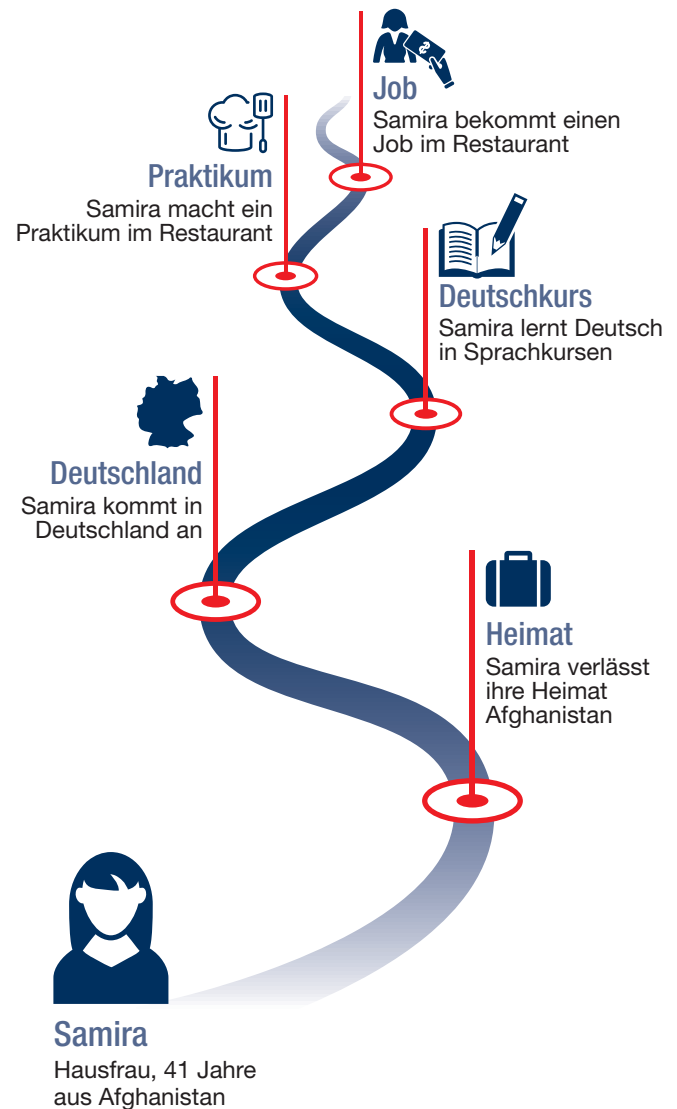 Job
Samira bekommt einen
Job im Restaurant
Praktikum
Samira macht ein
Praktikum im Restaurant
Deutschkurs
Samira lernt Deutsch
in Sprachkursen
Deutschland
Samira kommt in
Deutschland an
Heimat
Samira verlässt
ihre Heimat
Afghanistan
Samira
Hausfrau, 41 Jahre
aus Afghanistan